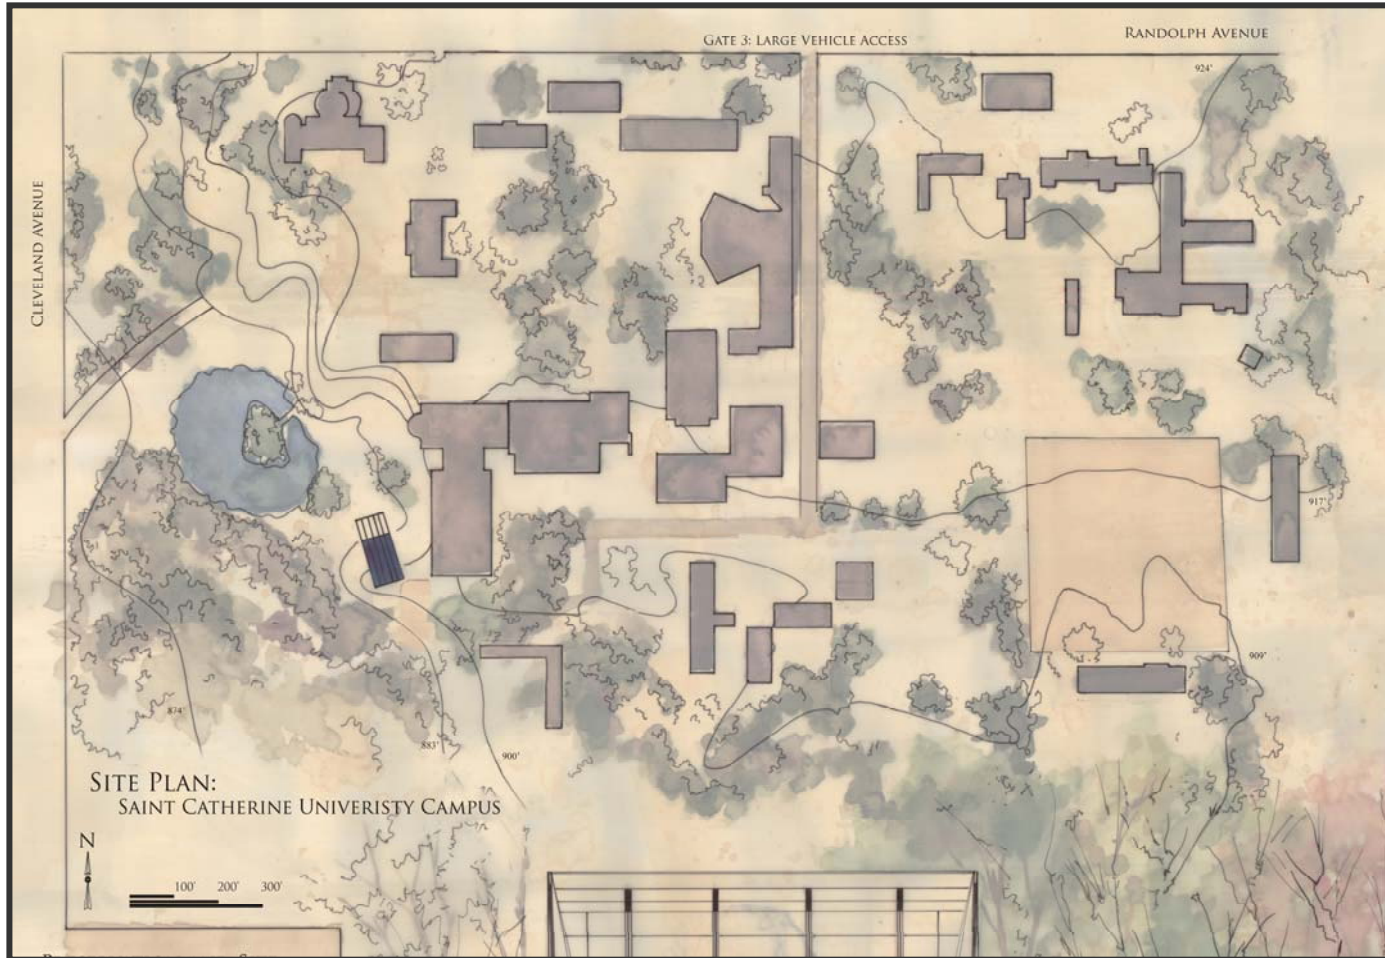 GATE 3: LARGE VEHICLE ACCESS
RANDOLPH AVENUE
924'
CLEVELAND AVENUE
917'
909'
874'
883'
900'
SITE PLAN:
SAINT CATHERINE UNIVERISTY CAMPUS
N
100' 200' 300'